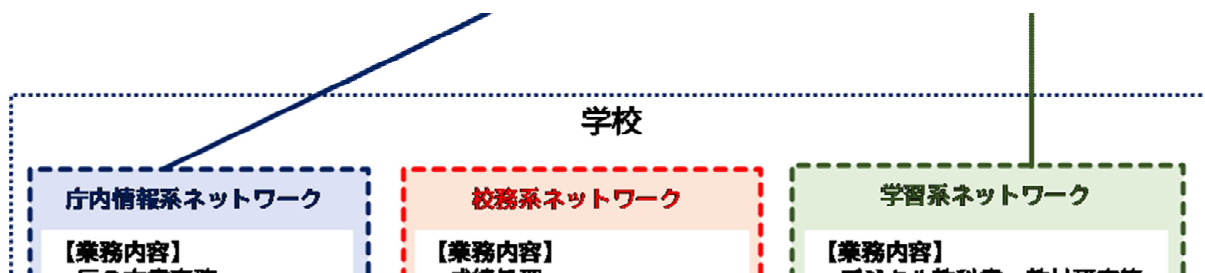 学校
庁内情報系ネットワーク
校務系ネットワーク
学習系ネットワーク
【業務内容】
【業務内容】
【業務内容】